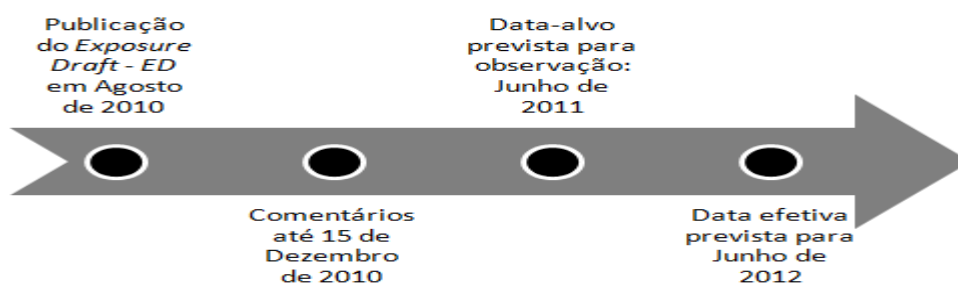 Publicação
do Exposure
Draft - ED
em Agosto
de 2010
Comentários
até 15 de
Dezembro
de 2010
Data-alvo
prevista para
observação:
Junho de
2011
Data efetiva
prevista para
Junho de
2012